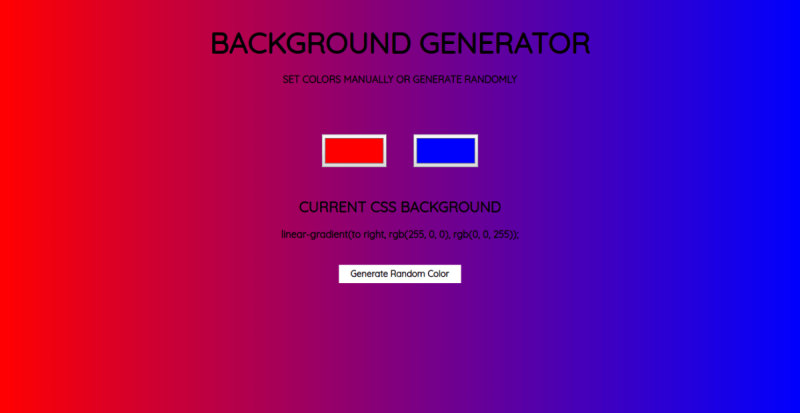 BACKGROUND GENERATOR
SET COLORS MANUALLY OR GENERATE RANDOMLY
CURRENT CSS BACKGROUND
linear-gradient(to right, rgb(255, 0, 0), rgb(0, 0, 255));
Generate Random Color